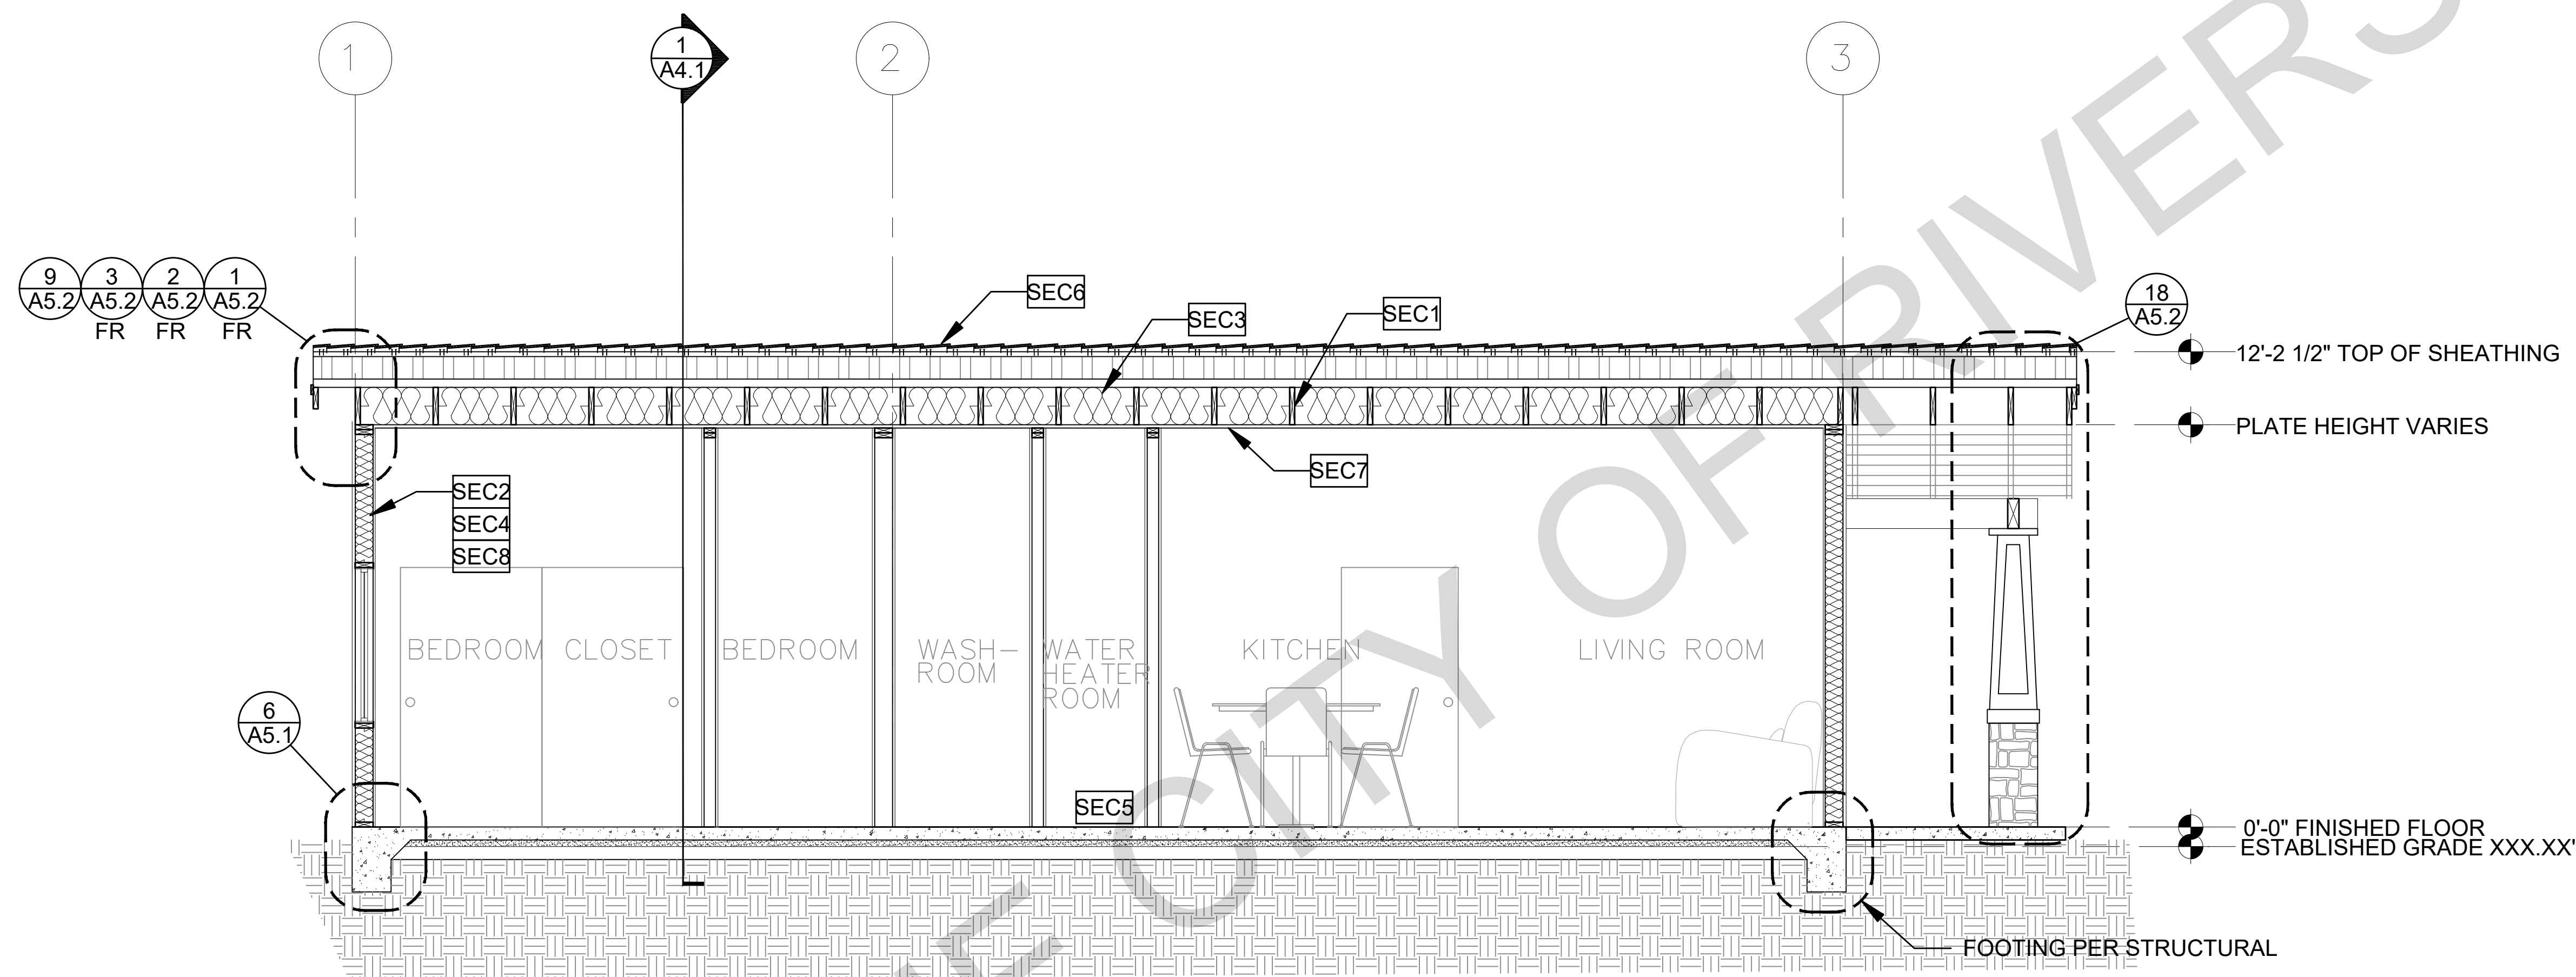 1
1
A4.1
2
3
9
A5.2
3
A5.2
FR
2
A5.2
FR
1
A5.2
FR
SEC6
SEC3
SEC1
18
A5.2
12'-2 1/2" TOP OF SHEATHING
PLATE HEIGHT VARIES
SEC7
SEC2
SEC4
SEC8
BEDROOM
CLOSET
BEDROOM
WASH-
ROOM
WATER
HEATER
ROOM
KITCHEN
LIVING ROOM
6
A5.1
SEC5
0'-0" FINISHED FLOOR
ESTABLISHED GRADE XXX.XX'
FOOTING PER STRUCTURAL
CITY OF RIVERS